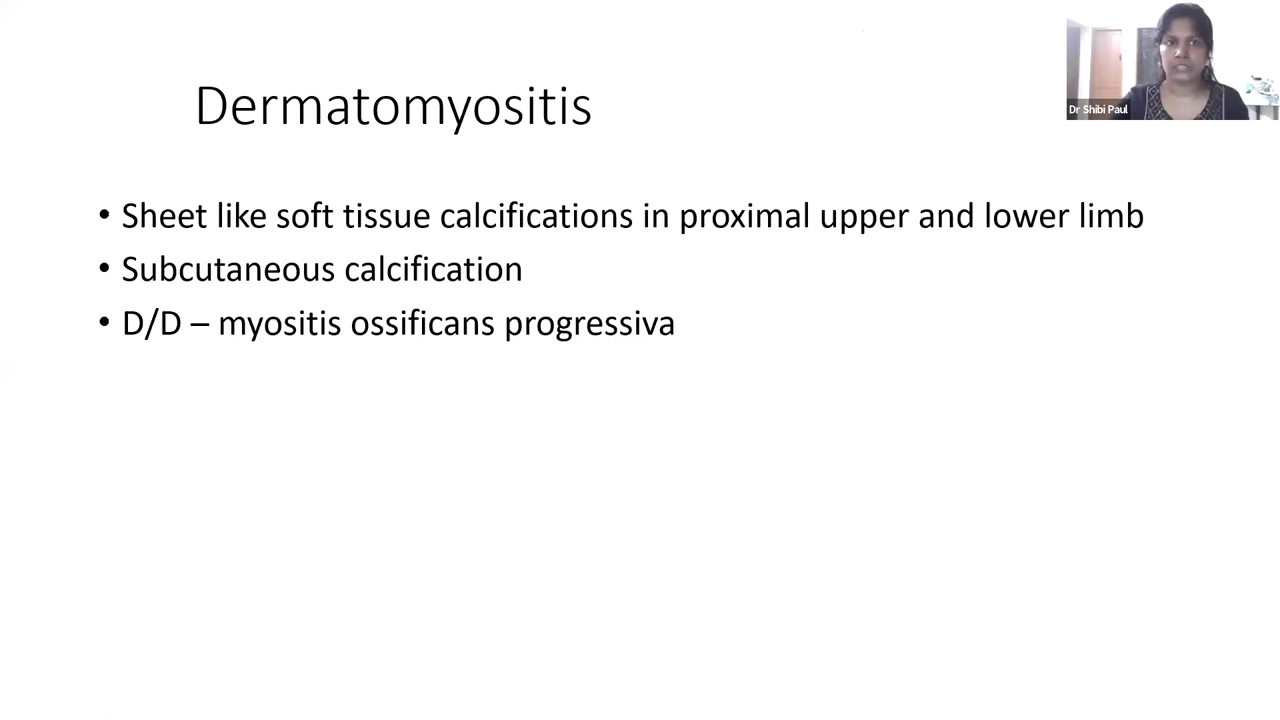 Dr Shibi Paul
Dermatomyositis
• Sheet like soft tissue calcifications in proximal upper and lower limb
• Subcutaneous calcification
• D/D – myositis ossificans progressiva